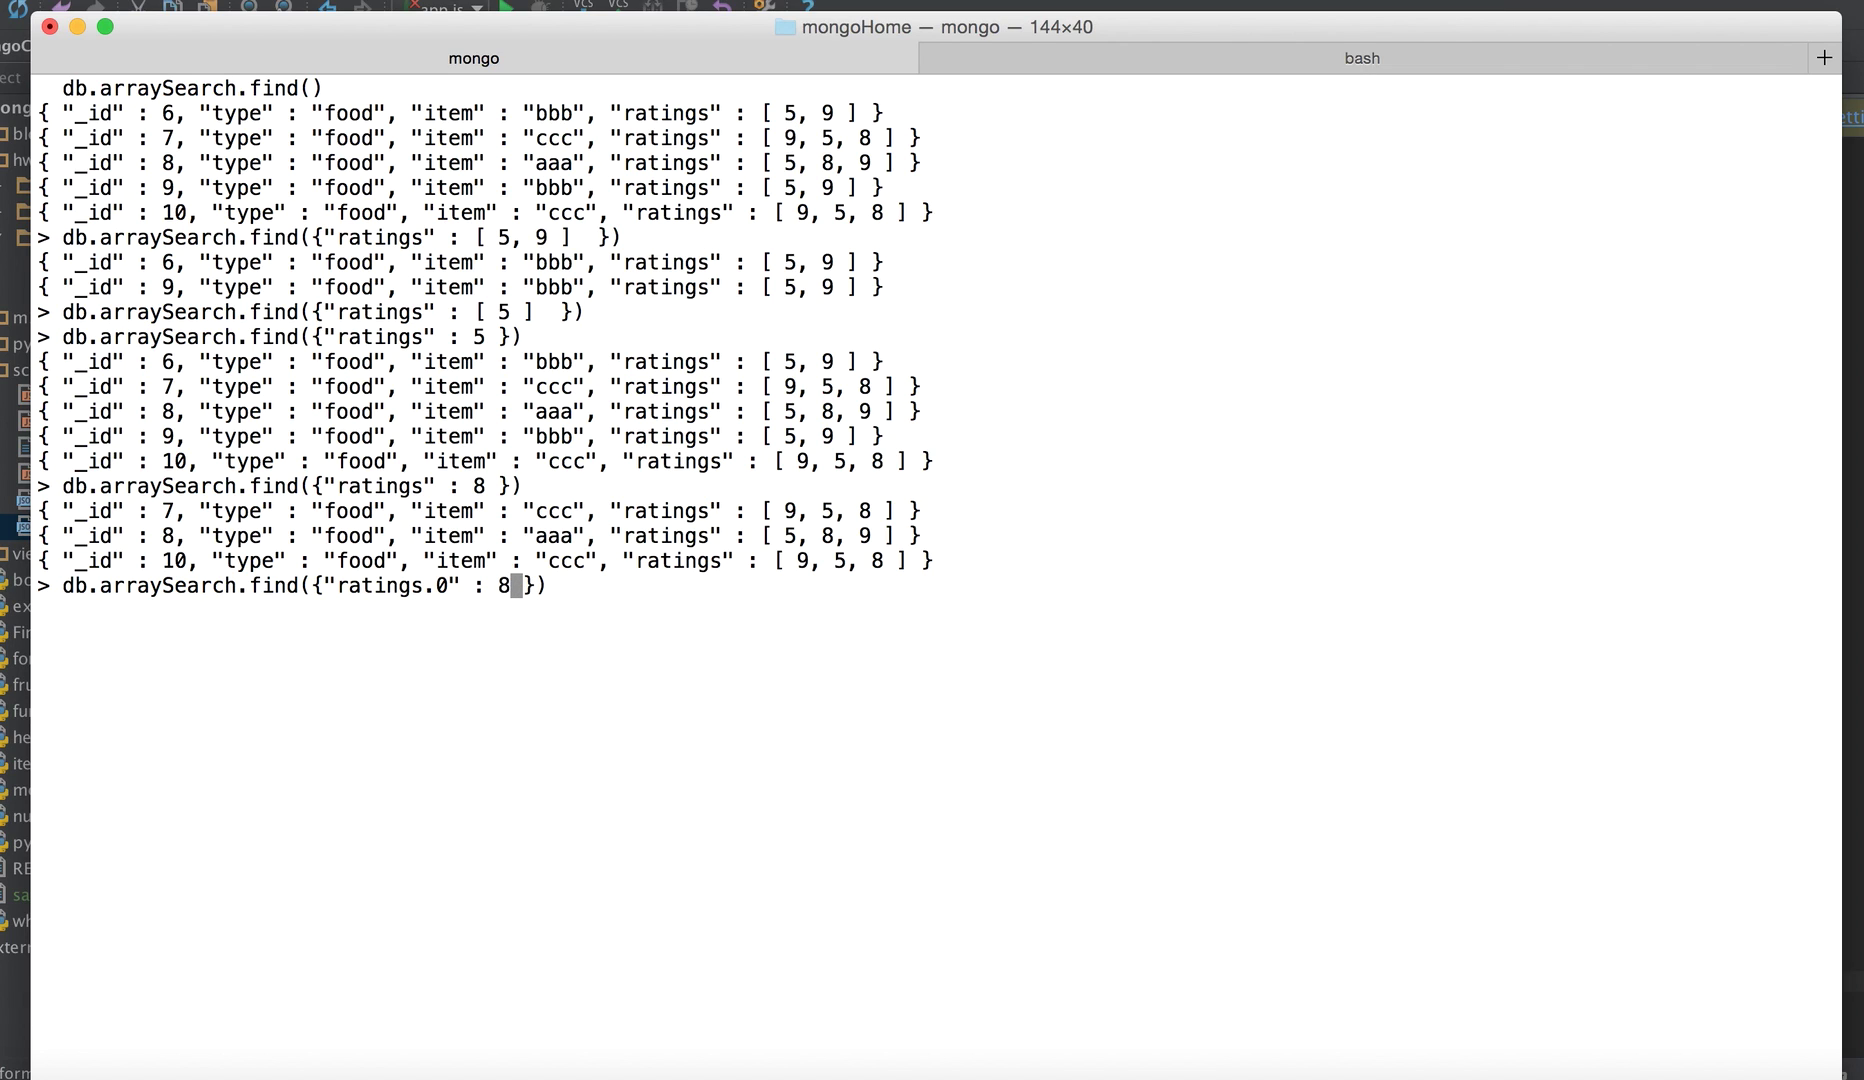 mongoHome — mongo — 144×40
mongo
bash
db.arraySearch.find()
{ "_id" : 6, "type" : "food", "item" : "bbb", "ratings" : [ 5, 9 ] }
{ "_id" : 7, "type" : "food", "item" : "ccc", "ratings" : [ 9, 5, 8 ] }
{ "_id" : 8, "type" : "food", "item" : "aaa", "ratings" : [ 5, 8, 9 ] }
{ "_id" : 9, "type" : "food", "item" : "bbb", "ratings" : [ 5, 9 ] }
{ "_id" : 10, "type" : "food", "item" : "ccc", "ratings" : [ 9, 5, 8 ] }
> db.arraySearch.find({"ratings" : [ 5, 9 ]  })
{ "_id" : 6, "type" : "food", "item" : "bbb", "ratings" : [ 5, 9 ] }
{ "_id" : 9, "type" : "food", "item" : "bbb", "ratings" : [ 5, 9 ] }
> db.arraySearch.find({"ratings" : [ 5 ]  })
> db.arraySearch.find({"ratings" : 5 })
{ "_id" : 6, "type" : "food", "item" : "bbb", "ratings" : [ 5, 9 ] }
{ "_id" : 7, "type" : "food", "item" : "ccc", "ratings" : [ 9, 5, 8 ] }
{ "_id" : 8, "type" : "food", "item" : "aaa", "ratings" : [ 5, 8, 9 ] }
{ "_id" : 9, "type" : "food", "item" : "bbb", "ratings" : [ 5, 9 ] }
{ "_id" : 10, "type" : "food", "item" : "ccc", "ratings" : [ 9, 5, 8 ] }
> db.arraySearch.find({"ratings" : 8 })
{ "_id" : 7, "type" : "food", "item" : "ccc", "ratings" : [ 9, 5, 8 ] }
{ "_id" : 8, "type" : "food", "item" : "aaa", "ratings" : [ 5, 8, 9 ] }
{ "_id" : 10, "type" : "food", "item" : "ccc", "ratings" : [ 9, 5, 8 ] }
> db.arraySearch.find({"ratings.0" : 8 })